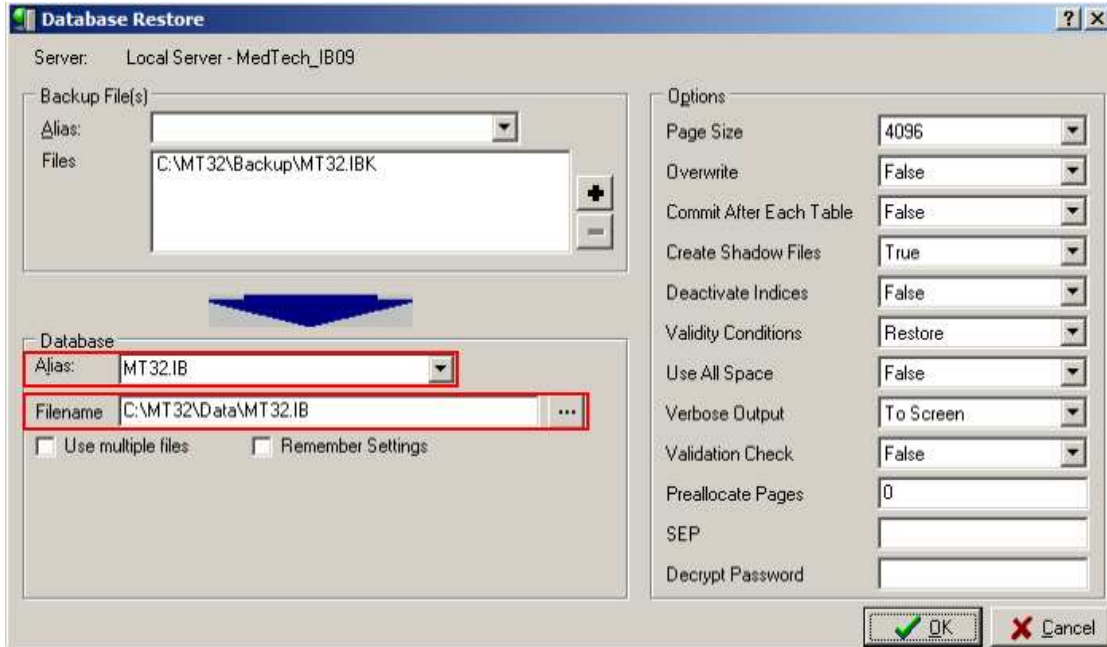 Database Restore
Server: Local Server - MedTech_IB09
Backup File(s)
Alias:
Files C:\MT32\Backup\MT32.IBK
Database
Alias: MT32.IB
Filename C:\MT32\Data\MT32.IB ...
Use multiple files Remember Settings
Options
Page Size 4096
Overwrite False
Commit After Each Table False
Create Shadow Files True
Deactivate Indices False
Validity Conditions Restore
Use All Space False
Verbose Output To Screen
Validation Check False
Preallocate Pages 0
SEP
Decrypt Password
OK Cancel